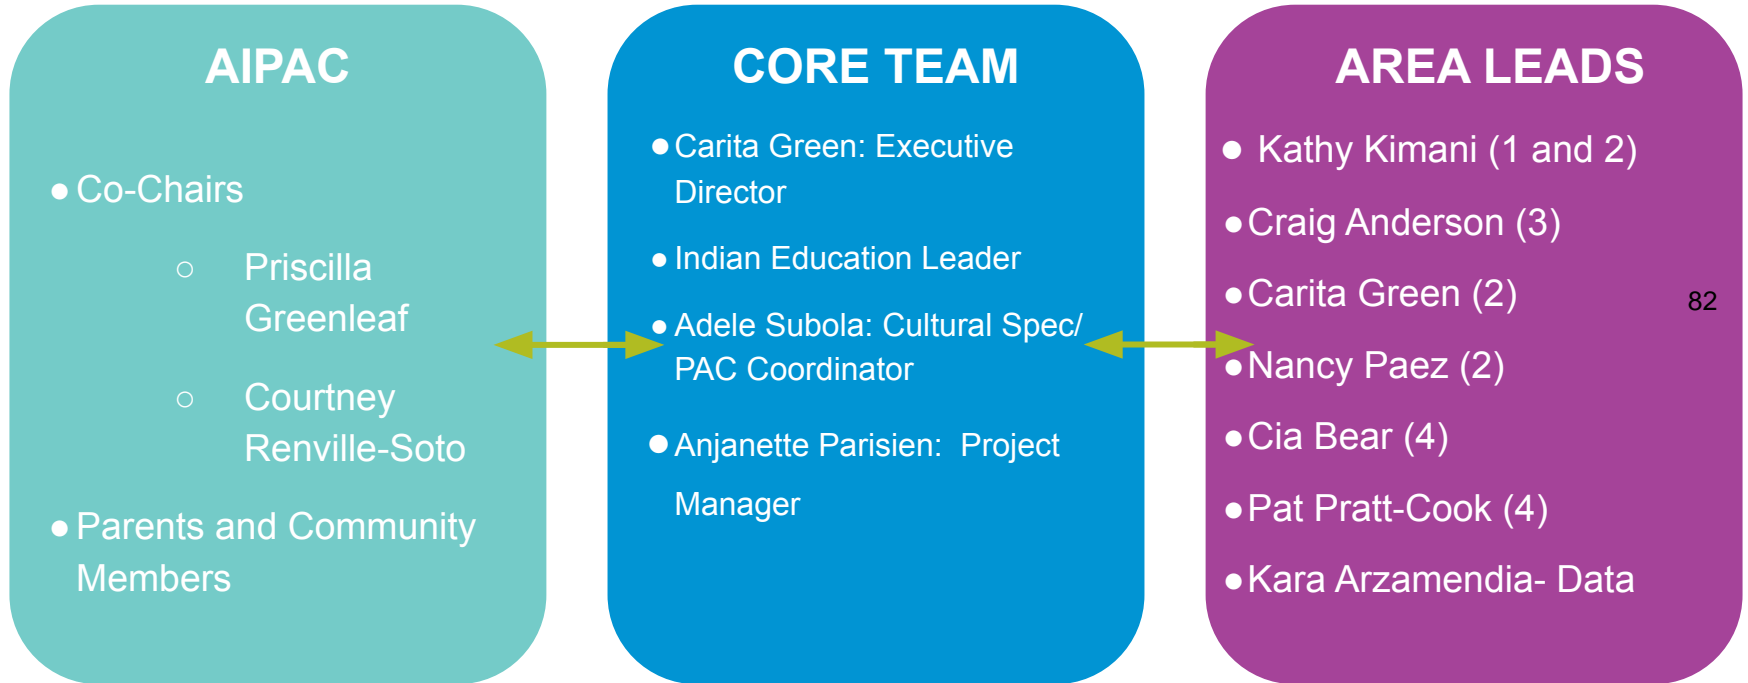 AIPAC
● Co-Chairs
○ Priscilla
Greenleaf
○ Courtney
Renville-Soto
● Parents and Community
Members
CORE TEAM
● Carita Green: Executive
Director
● Indian Education Leader
● Adele Subola: Cultural Spec/
PAC Coordinator
● Anjanette Parisien: Project
Manager
AREA LEADS
● Kathy Kimani (1 and 2)
● Craig Anderson (3)
● Carita Green (2)
82
● Nancy Paez (2)
● Cia Bear (4)
● Pat Pratt-Cook (4)
● Kara Arzamendia- Data